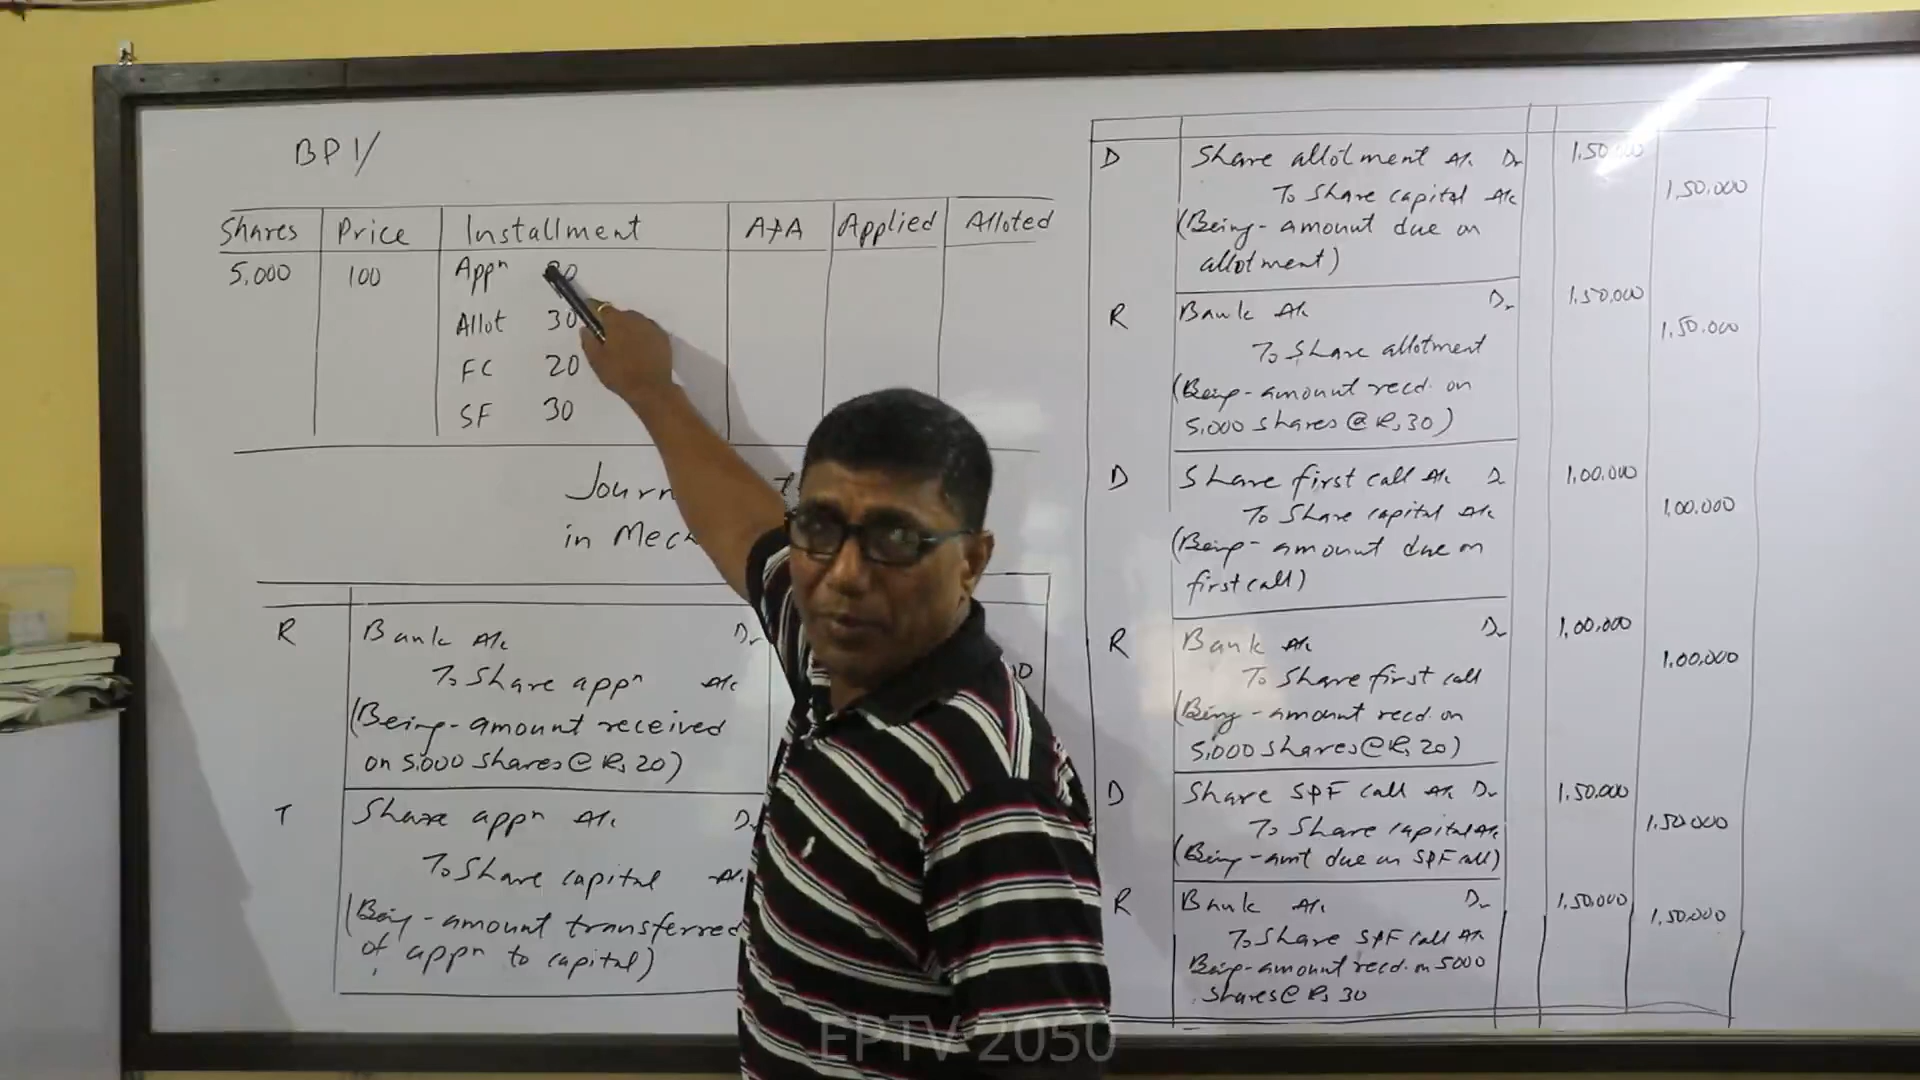 BP 1/
Shares Price Installment A⊁A Applied Alloted
5,000 100 Appⁿ
Allot 30
FC 20
SF 30
in
R Bank A/c Dr
To Share appⁿ A/c
(Being-amount received
on 5,000 shares @ Rs 20)
T Share appⁿ A/c Dr
To Share capital A/c
(Being-amount transferred
of appⁿ to capital)
D Share allotment A/c Dr 1,50,000
To Share capital A/c 1,50,000
(Being-amount due on
allotment)
R Bank A/c Dr 1,50,000
To Share allotment 1,50,000
(Being-amount recd. on
5,000 shares @ Rs 30)
D Share first call A/c D 1,00,000
To Share capital A/c 1,00,000
(Being-amount due on
first call)
R Bank A/c Dr 1,00,000
To Share first call 1,00,000
(Being-amount recd. on
5,000 shares @ Rs 20)
D Share S&F call A/c Dr 1,50,000
To Share capital A/c 1,50,000
(Being-amt due on S&F call)
R Bank A/c Dr 1,50,000
To Share S&F call A/c 1,50,000
Being-amount recd. on 5000
Shares @ Rs 30
EPTV 2050